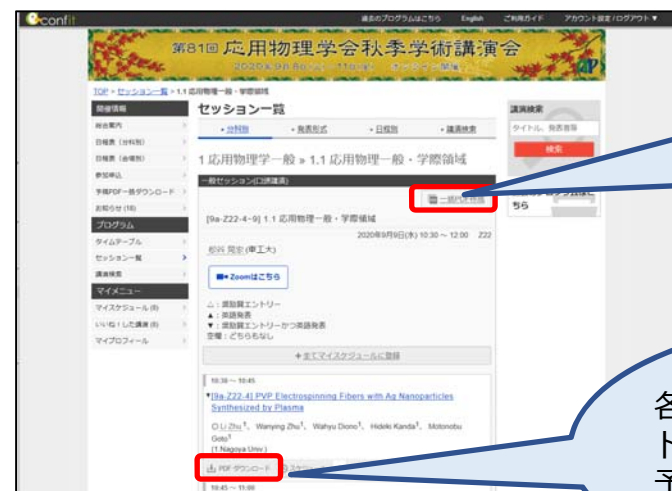 confit
過去のプログラムはこちら English ご利用ガイド アカウント設定 / ログアウト▼
第81回 応用物理学会秋季学術講演会
TOP > セッション一覧 > 1.1 応用物理一般・学際領域
開催情報
総合案内
日程表（分科別）
日程表（会場別）
参加申込
予稿PDF一括ダウンロード
お知らせ (16)
プログラム
タイムテーブル
セッション一覧
講演検索
マイメニュー
マイスケジュール (0)
いいね！した講演 (0)
マイプロフィール
セッション一覧
・分科別 ・発表形式 ・日程別 ・講演検索
1 応用物理学一般 » 1.1 応用物理一般・学際領域
一般セッション(口頭講演)
一括PDF作成
[9a-Z22-4~9] 1.1 応用物理一般・学際領域
2020年9月9日(水) 10:30 ～ 12:00 Z22
Zoomはこちら
△：奨励賞エントリー
▲：英語発表
▼：奨励賞エントリーかつ英語発表
空欄：どちらもなし
+全てマイスケジュールに登録
10:30 ～ 10:45
▼[9a-Z22-4] PVP Electrospinning Fibers with Ag Nanoparticles
Synthesized by Plasma
〇Li Zhu1、 Wanying Zhu1、 Wahyu Diono1、 Hideki Kanda1、 Motonobu
Goto1
(1.Nagoya Univ.)
PDF ダウンロード
10:45 ～ 11:00
講演検索
タイトル、発表者等
検索
ちら
各
ト
予